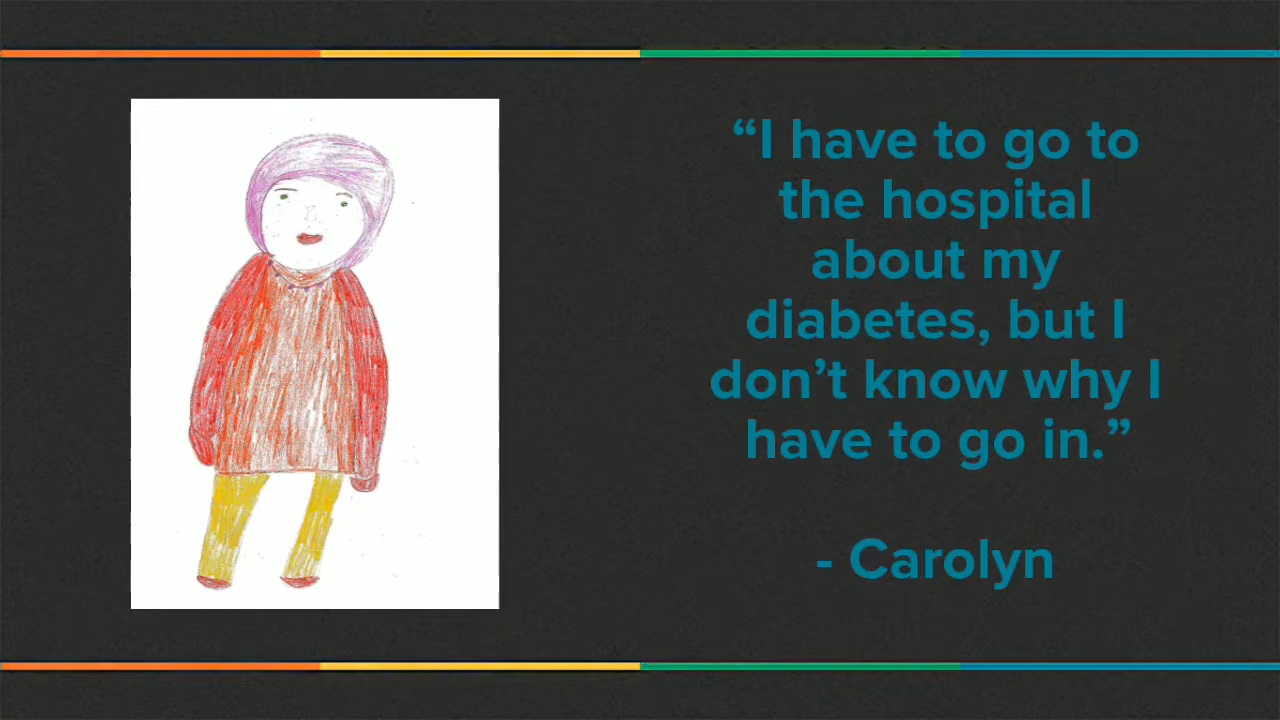 “I have to go to
the hospital
about my
diabetes, but I
don’t know why I
have to go in.”
- Carolyn